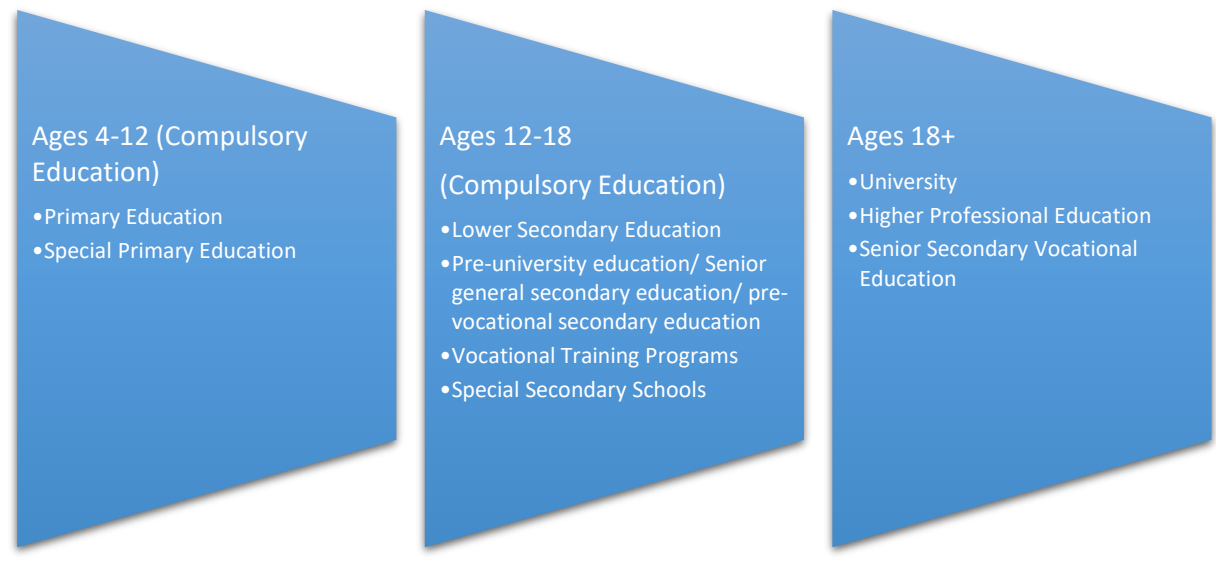 Ages 4-12 (Compulsory
Education)
•Primary Education
•Special Primary Education
Ages 12-18
(Compulsory Education)
•Lower Secondary Education
•Pre-university education/ Senior
general secondary education/ pre-
vocational secondary education
•Vocational Training Programs
•Special Secondary Schools
Ages 18+
•University
•Higher Professional Education
•Senior Secondary Vocational
Education